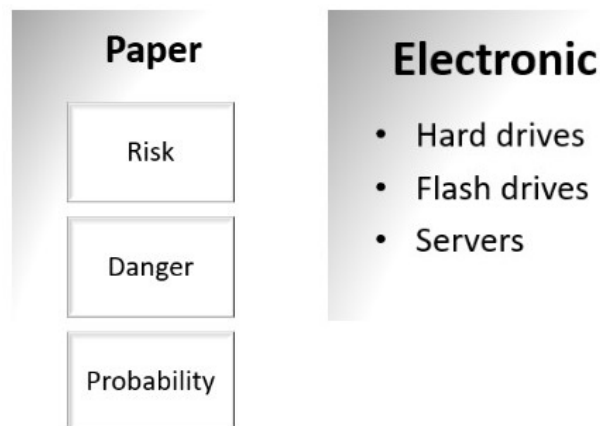 Paper
Risk
Danger
Probability
Electronic
• Hard drives
• Flash drives
• Servers